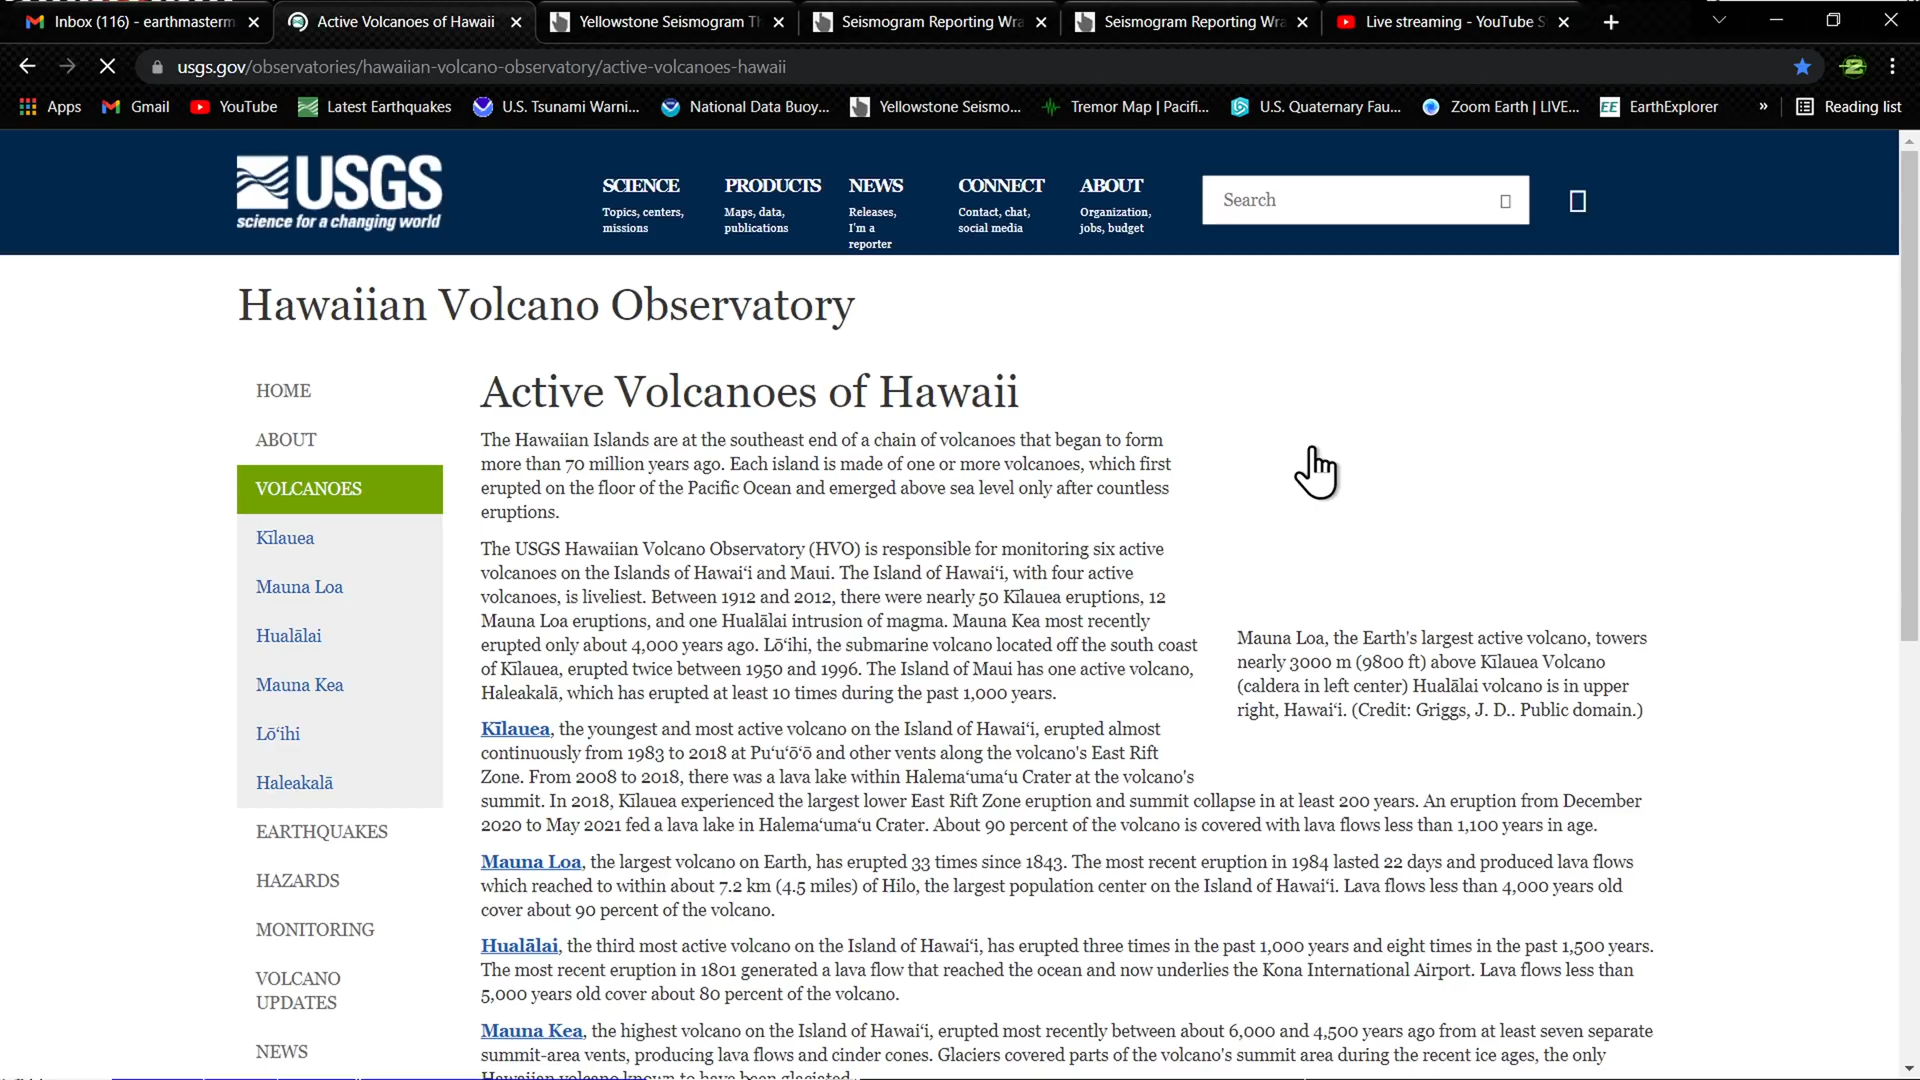 Inbox (116) - earthmasterm
Active Volcanoes of Hawaii
Yellowstone Seismogram Th
Seismogram Reporting Wra
Seismogram Reporting Wra
Live streaming - YouTube S
usgs.gov/observatories/hawaiian-volcano-observatory/active-volcanoes-hawaii
Apps
Gmail
YouTube
Latest Earthquakes
U.S. Tsunami Warni...
National Data Buoy...
Yellowstone Seismo...
Tremor Map | Pacifi...
U.S. Quaternary Fau...
Zoom Earth | LIVE...
EE EarthExplorer
»
Reading list
USGS
science for a changing world
SCIENCE
Topics, centers,
missions
PRODUCTS
Maps, data,
publications
NEWS
Releases,
I'm a
reporter
CONNECT
Contact, chat,
social media
ABOUT
Organization,
jobs, budget
Search
Hawaiian Volcano Observatory
HOME
ABOUT
VOLCANOES
Kīlauea
Mauna Loa
Hualālai
Mauna Kea
Lōʻihi
Haleakalā
EARTHQUAKES
HAZARDS
MONITORING
VOLCANO
UPDATES
NEWS
Active Volcanoes of Hawaii
The Hawaiian Islands are at the southeast end of a chain of volcanoes that began to form
more than 70 million years ago. Each island is made of one or more volcanoes, which first
erupted on the floor of the Pacific Ocean and emerged above sea level only after countless
eruptions.
The USGS Hawaiian Volcano Observatory (HVO) is responsible for monitoring six active
volcanoes on the Islands of Hawaiʻi and Maui. The Island of Hawaiʻi, with four active
volcanoes, is liveliest. Between 1912 and 2012, there were nearly 50 Kīlauea eruptions, 12
Mauna Loa eruptions, and one Hualālai intrusion of magma. Mauna Kea most recently
erupted only about 4,000 years ago. Lōʻihi, the submarine volcano located off the south coast
of Kīlauea, erupted twice between 1950 and 1996. The Island of Maui has one active volcano,
Haleakalā, which has erupted at least 10 times during the past 1,000 years.
Mauna Loa, the Earth's largest active volcano, towers
nearly 3000 m (9800 ft) above Kīlauea Volcano
(caldera in left center) Hualālai volcano is in upper
right, Hawaiʻi. (Credit: Griggs, J. D.. Public domain.)
Kīlauea, the youngest and most active volcano on the Island of Hawaiʻi, erupted almost
continuously from 1983 to 2018 at Puʻuʻōʻō and other vents along the volcano's East Rift
Zone. From 2008 to 2018, there was a lava lake within Halemaʻumaʻu Crater at the volcano's
summit. In 2018, Kīlauea experienced the largest lower East Rift Zone eruption and summit collapse in at least 200 years. An eruption from December
2020 to May 2021 fed a lava lake in Halemaʻumaʻu Crater. About 90 percent of the volcano is covered with lava flows less than 1,100 years in age.
Mauna Loa, the largest volcano on Earth, has erupted 33 times since 1843. The most recent eruption in 1984 lasted 22 days and produced lava flows
which reached to within about 7.2 km (4.5 miles) of Hilo, the largest population center on the Island of Hawaiʻi. Lava flows less than 4,000 years old
cover about 90 percent of the volcano.
Hualālai, the third most active volcano on the Island of Hawaiʻi, has erupted three times in the past 1,000 years and eight times in the past 1,500 years.
The most recent eruption in 1801 generated a lava flow that reached the ocean and now underlies the Kona International Airport. Lava flows less than
5,000 years old cover about 80 percent of the volcano.
Mauna Kea, the highest volcano on the Island of Hawaiʻi, erupted most recently between about 6,000 and 4,500 years ago from at least seven separate
summit-area vents, producing lava flows and cinder cones. Glaciers covered parts of the volcano's summit area during the recent ice ages, the only
Hawaiian volcano known to have been glaciated.